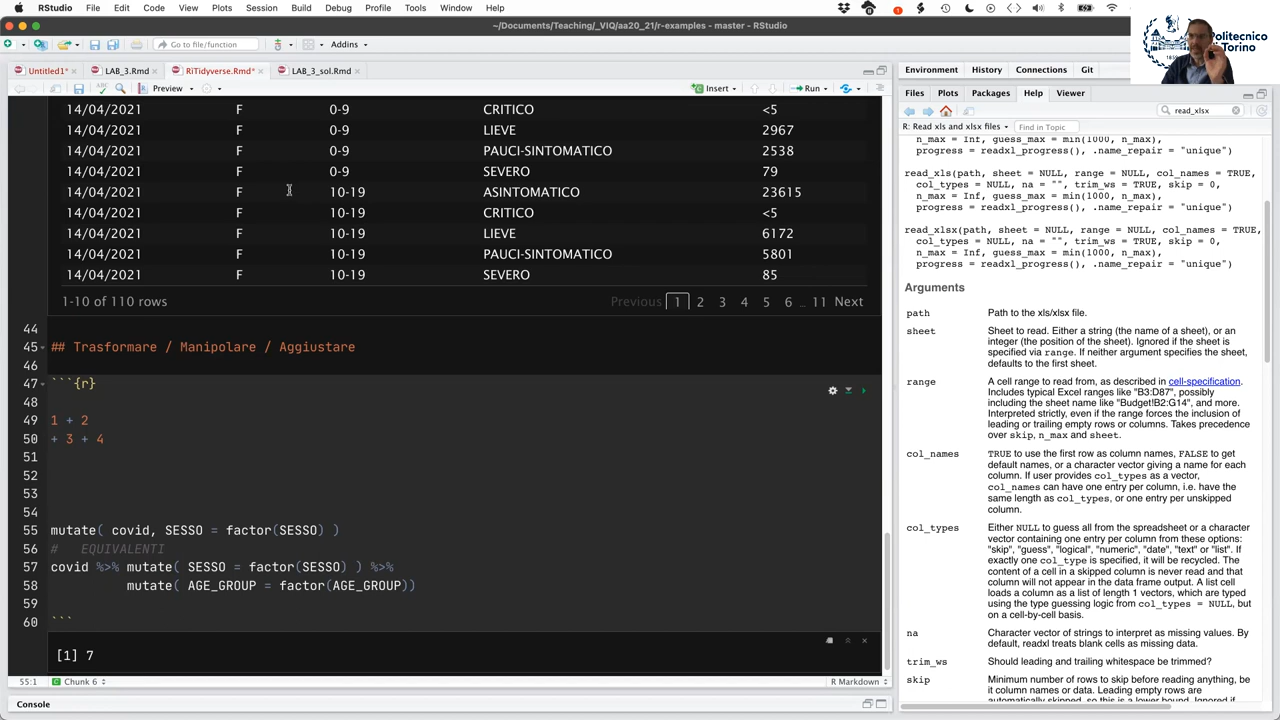 RStudio File Edit Code View Plots Session Build Debug Profile Tools Window Help
~/Documents/Teaching/_VIQ/aa20_21/r-examples - master - RStudio
Go to file/function Addins
Politecnico
di Torino
Untitled1* LAB_3.Rmd RiTidyverse.Rmd* LAB_3_sol.Rmd
Preview Insert Run
14/04/2021 F 0-9 CRITICO <5
14/04/2021 F 0-9 LIEVE 2967
14/04/2021 F 0-9 PAUCI-SINTOMATICO 2538
14/04/2021 F 0-9 SEVERO 79
14/04/2021 F 10-19 ASINTOMATICO 23615
14/04/2021 F 10-19 CRITICO <5
14/04/2021 F 10-19 LIEVE 6172
14/04/2021 F 10-19 PAUCI-SINTOMATICO 5801
14/04/2021 F 10-19 SEVERO 85
1-10 of 110 rows Previous 1 2 3 4 5 6 ... 11 Next
44
45 ## Trasformare / Manipolare / Aggiustare
46
47 ```{r}
48
49 1 + 2
50 + 3 + 4
51
52
53
54
55 mutate( covid, SESSO = factor(SESSO) )
56 # EQUIVALENTI
57 covid %>% mutate( SESSO = factor(SESSO) ) %>%
58 mutate( AGE_GROUP = factor(AGE_GROUP))
59
60 ```
[1] 7
55:1 Chunk 6 R Markdown
Console
Environment History Connections Git
Files Plots Packages Help Viewer
read_xlsx
R: Read xls and xlsx files Find in Topic
n_max = Inf, guess_max = min(1000, n_max),
progress = readxl_progress(), .name_repair = "unique")
read_xls(path, sheet = NULL, range = NULL, col_names = TRUE,
col_types = NULL, na = "", trim_ws = TRUE, skip = 0,
n_max = Inf, guess_max = min(1000, n_max),
progress = readxl_progress(), .name_repair = "unique")
read_xlsx(path, sheet = NULL, range = NULL, col_names = TRUE,
col_types = NULL, na = "", trim_ws = TRUE, skip = 0,
n_max = Inf, guess_max = min(1000, n_max),
progress = readxl_progress(), .name_repair = "unique")
Arguments
path Path to the xls/xlsx file.
sheet Sheet to read. Either a string (the name of a sheet), or an
integer (the position of the sheet). Ignored if the sheet is
specified via range. If neither argument specifies the sheet,
defaults to the first sheet.
range A cell range to read from, as described in cell-specification.
Includes typical Excel ranges like "B3:D87", possibly
including the sheet name like "Budget!B2:G14", and more.
Interpreted strictly, even if the range forces the inclusion of
leading or trailing empty rows or columns. Takes precedence
over skip, n_max and sheet.
col_names TRUE to use the first row as column names, FALSE to get
default names, or a character vector giving a name for each
column. If user provides col_types as a vector,
col_names can have one entry per column, i.e. have the
same length as col_types, or one entry per unskipped
column.
col_types Either NULL to guess all from the spreadsheet or a character
vector containing one entry per column from these options:
"skip", "guess", "logical", "numeric", "date", "text" or "list". If
exactly one col_type is specified, it will be recycled. The
content of a cell in a skipped column is never read and that
column will not appear in the data frame output. A list cell
loads a column as a list of length 1 vectors, which are typed
using the type guessing logic from col_types = NULL, but
on a cell-by-cell basis.
na Character vector of strings to interpret as missing values. By
default, readxl treats blank cells as missing data.
trim_ws Should leading and trailing whitespace be trimmed?
skip Minimum number of rows to skip before reading anything, be
it column names or data. Leading empty rows are
automatically skipped, so this is a lower bound. Ignored if